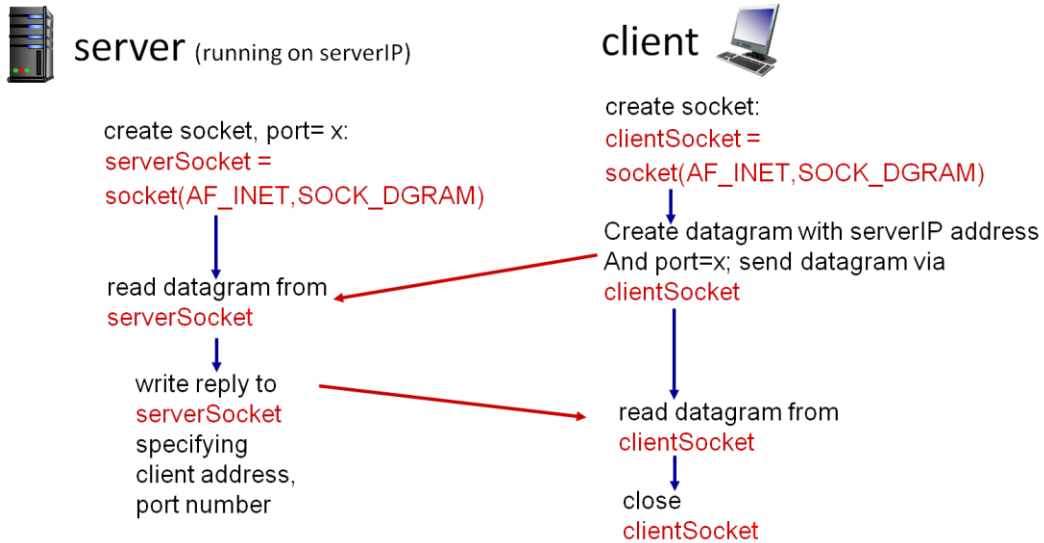 server (running on serverIP)
create socket, port= x:
serverSocket =
socket(AF_INET,SOCK_DGRAM)
read datagram from
serverSocket
write reply to
serverSocket
specifying
client address,
port number
client
create socket:
clientSocket =
socket(AF_INET,SOCK_DGRAM)
Create datagram with serverIP address
And port=x; send datagram via
clientSocket
read datagram from
clientSocket
close
clientSocket